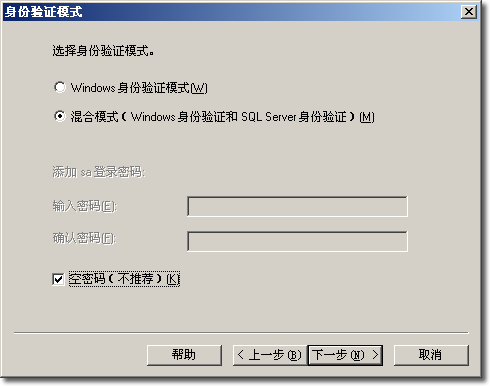 身份验证模式
选择身份验证模式。
Windows 身份验证模式(W)
混合模式（Windows 身份验证和 SQL Server 身份验证）(M)
添加 sa 登录密码:
输入密码(E):
确认密码(F):
空密码（不推荐）(K)
帮助 < 上一步 (B) 下一步 (N) > 取消